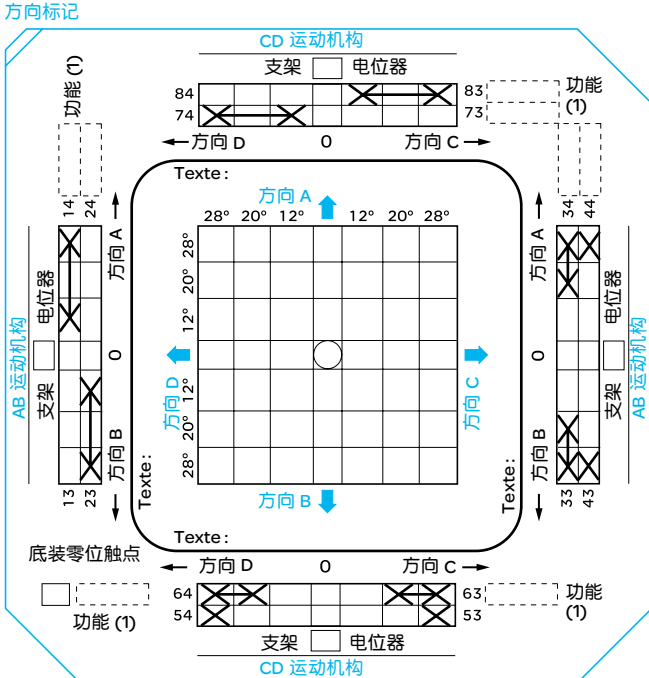 方向标记
CD 运动机构
支架 电位器
84 83 功能
(1)
74 73
方向 D 0 方向 C
功能 (1)
14 24
方向 A
电位器
0
支架
AB 运动机构
方向 B
13 23
Texte :
方向 A
28° 20° 12° 12° 20° 28°
28°
20°
12°
方向 D
方向 C
12°
20°
28°
方向 B
Texte :
Texte :
Texte :
34 44
方向 A
电位器
0
支架
AB 运动机构
方向 B
33 43
底装零位触点
功能 (1)
方向 D 0 方向 C
64 63 功能
(1)
54 53
支架 电位器
CD 运动机构